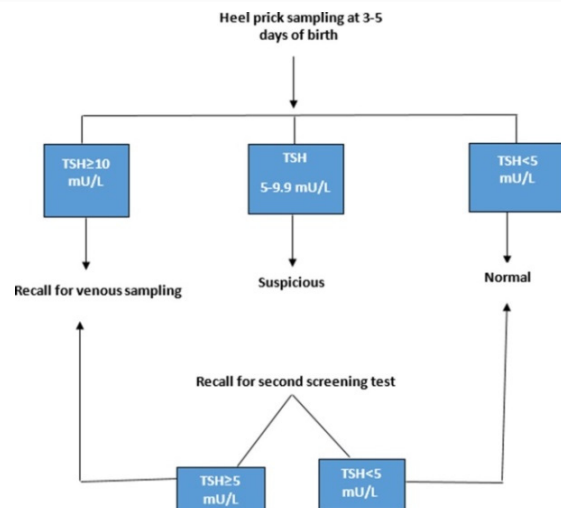 Heel prick sampling at 3-5
days of birth
TSH≥10
mU/L
TSH
5-9.9 mU/L
TSH<5
mU/L
Recall for venous sampling
Suspicious
Normal
Recall for second screening test
TSH≥5
mU/L
TSH<5
mU/L